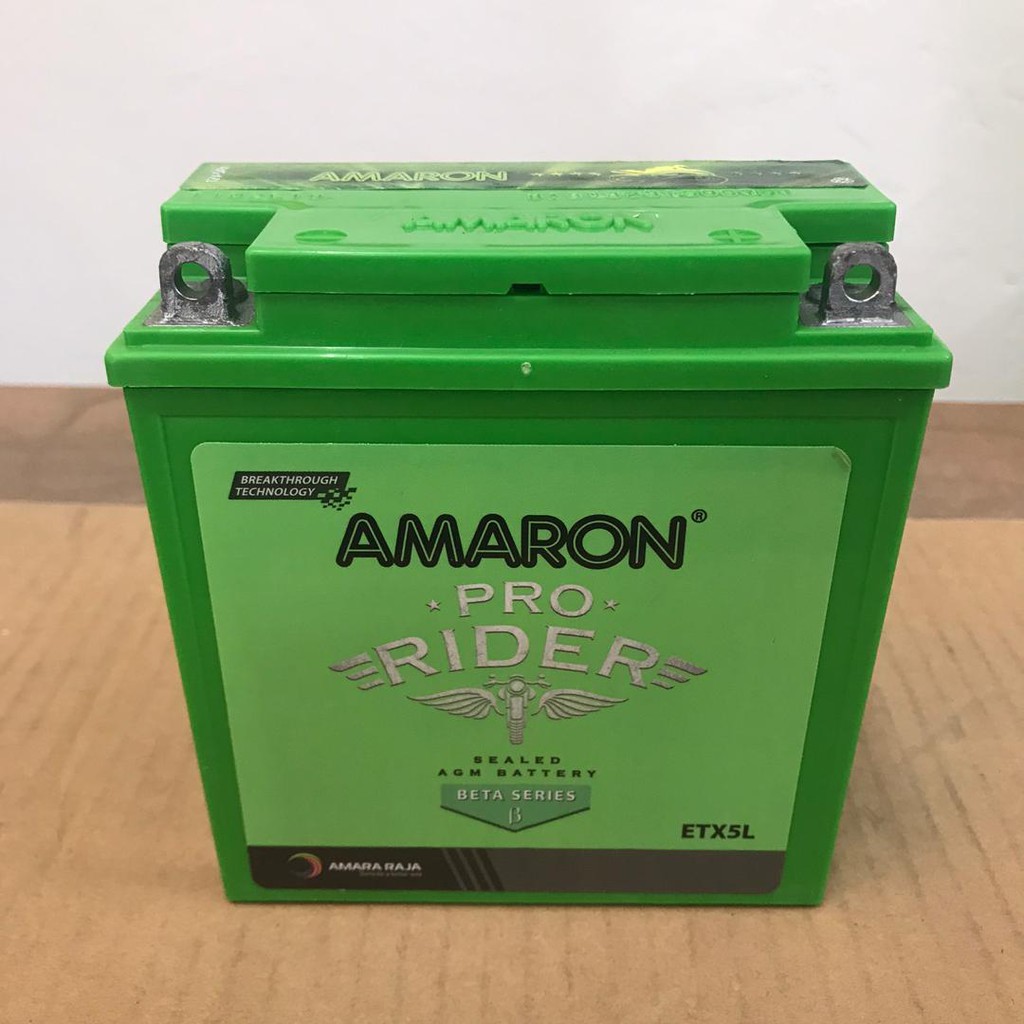 AMARON
AMARON
BREAKTHROUGH
TECHNOLOGY
AMARON®
PRO
RIDER
SEALED
AGM BATTERY
BETA SERIES
β
ETX5L
AMARA RAJA